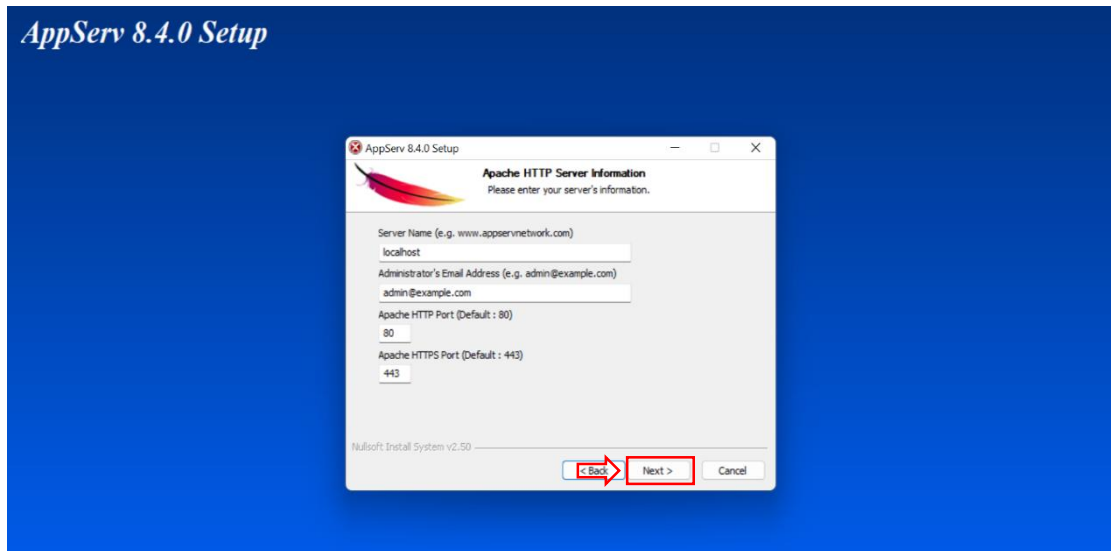 AppServ 8.4.0 Setup
AppServ 8.4.0 Setup
Apache HTTP Server Information
Please enter your server's information.
Server Name (e.g. www.appservnetwork.com)
localhost
Administrator's Email Address (e.g. admin@example.com)
admin@example.com
Apache HTTP Port (Default : 80)
80
Apache HTTPS Port (Default : 443)
443
Nullsoft Install System v2.50
< Back Next > Cancel